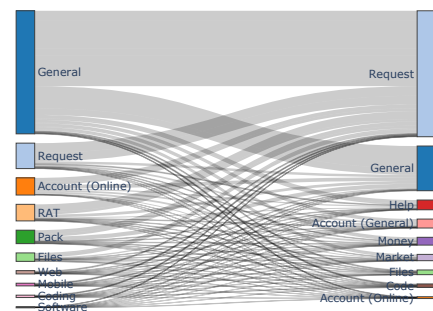 General
Request
Account (Online)
RAT
Pack
Files
Web
Mobile
Coding
Software
Request
General
Help
Account (General)
Money
Market
Files
Code
Account (Online)